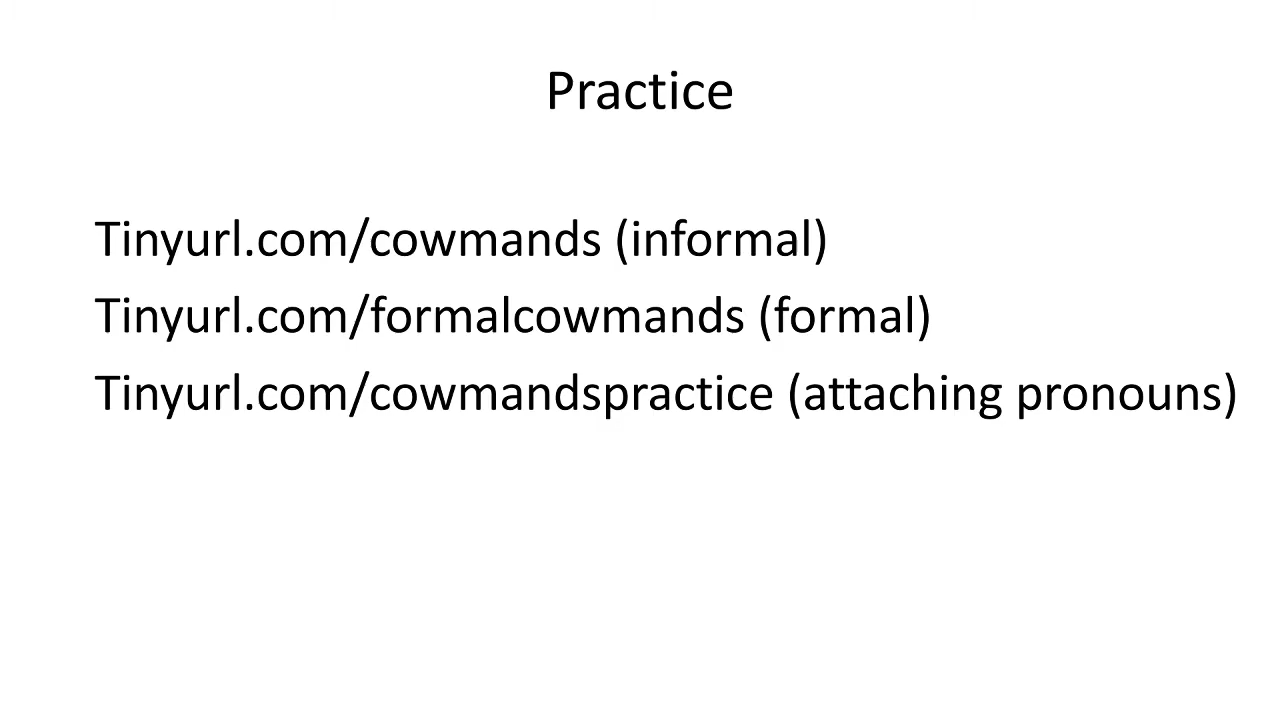 Practice
Tinyurl.com/cowmands (informal)
Tinyurl.com/formalcowmands (formal)
Tinyurl.com/cowmandspractice (attaching pronouns)